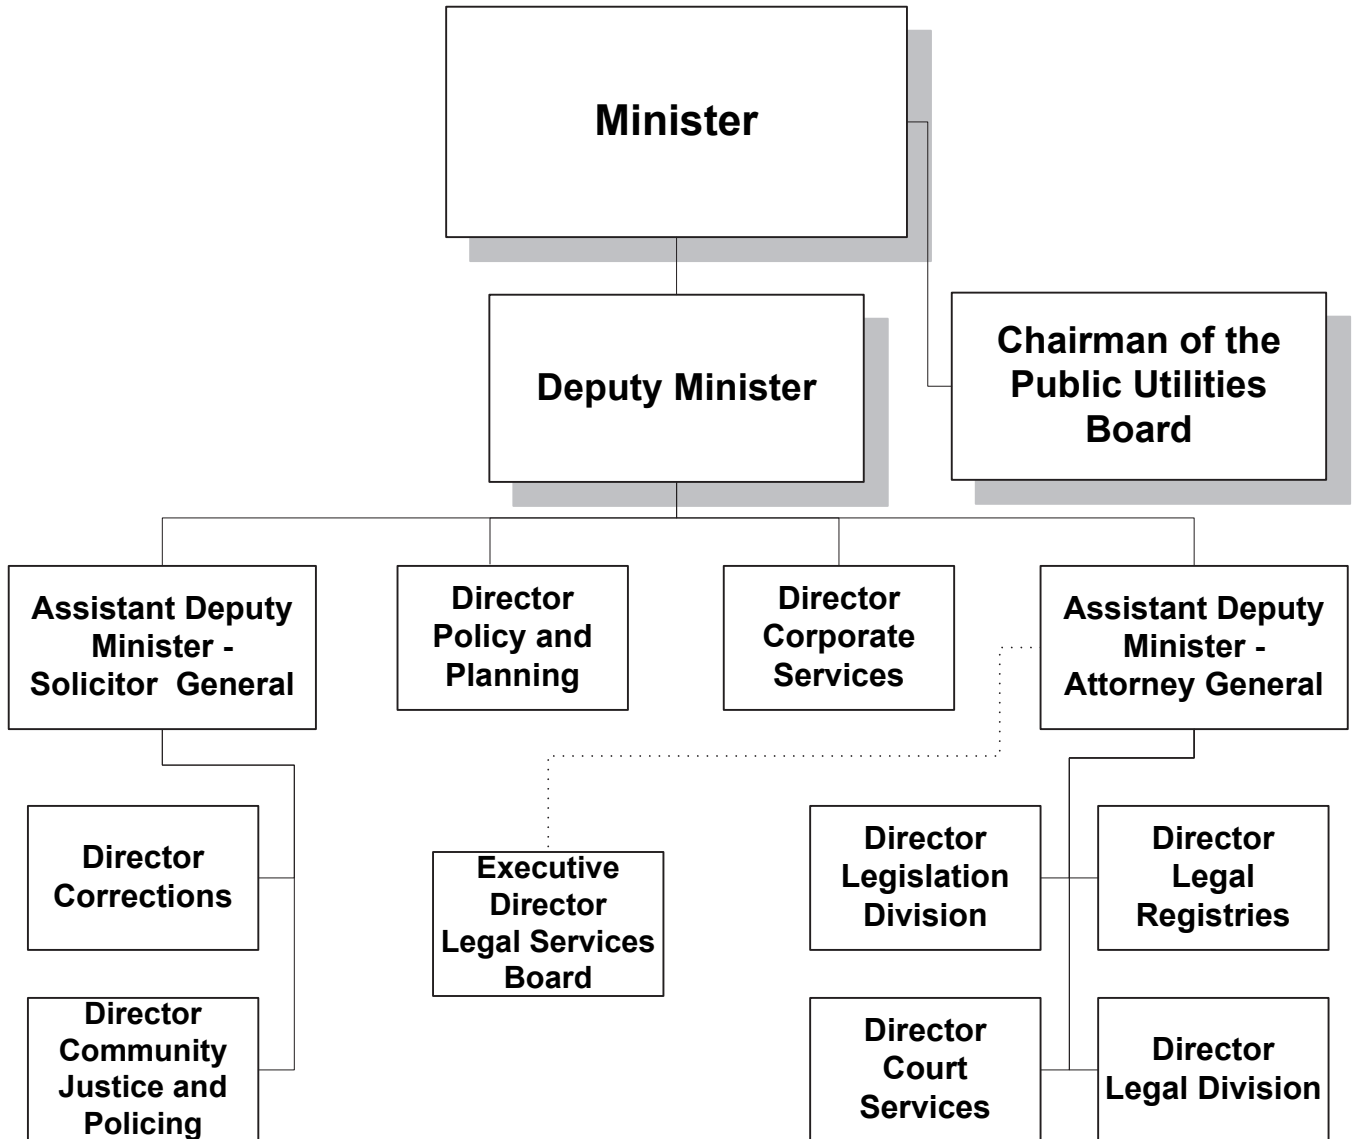 Minister
Deputy Minister
Chairman of the
Public Utilities
Board
Assistant Deputy
Minister -
Solicitor  General
Director
Policy and
Planning
Director
Corporate
Services
Assistant Deputy
Minister -
Attorney General
Director
Corrections
Executive
Director
Legal Services
Board
Director
Legislation
Division
Director
Legal
Registries
Director
Community
Justice and
Policing
Director
Court
Services
Director
Legal Division